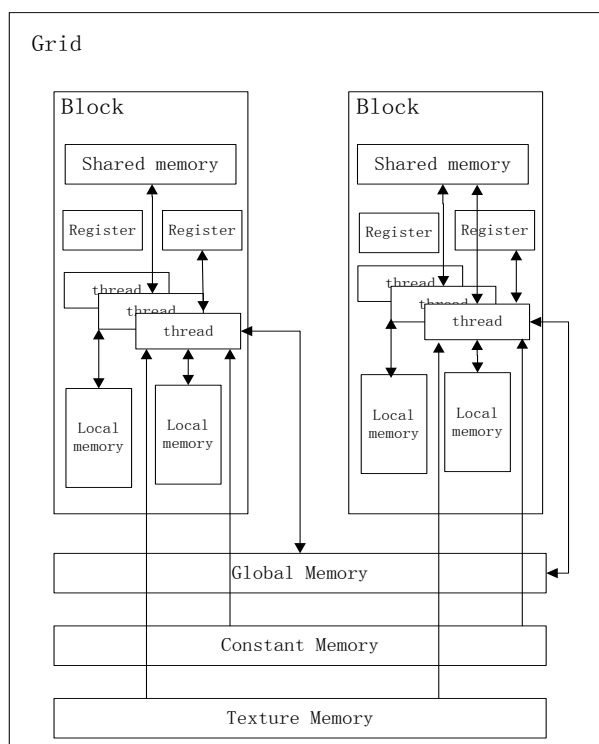 Grid
Block
Shared memory
Register
Register
thread
thread
thread
Local
memory
Local
memory
Block
Shared memory
Register
Register
thread
thread
thread
Local
memory
Local
memory
Global Memory
Constant Memory
Texture Memory